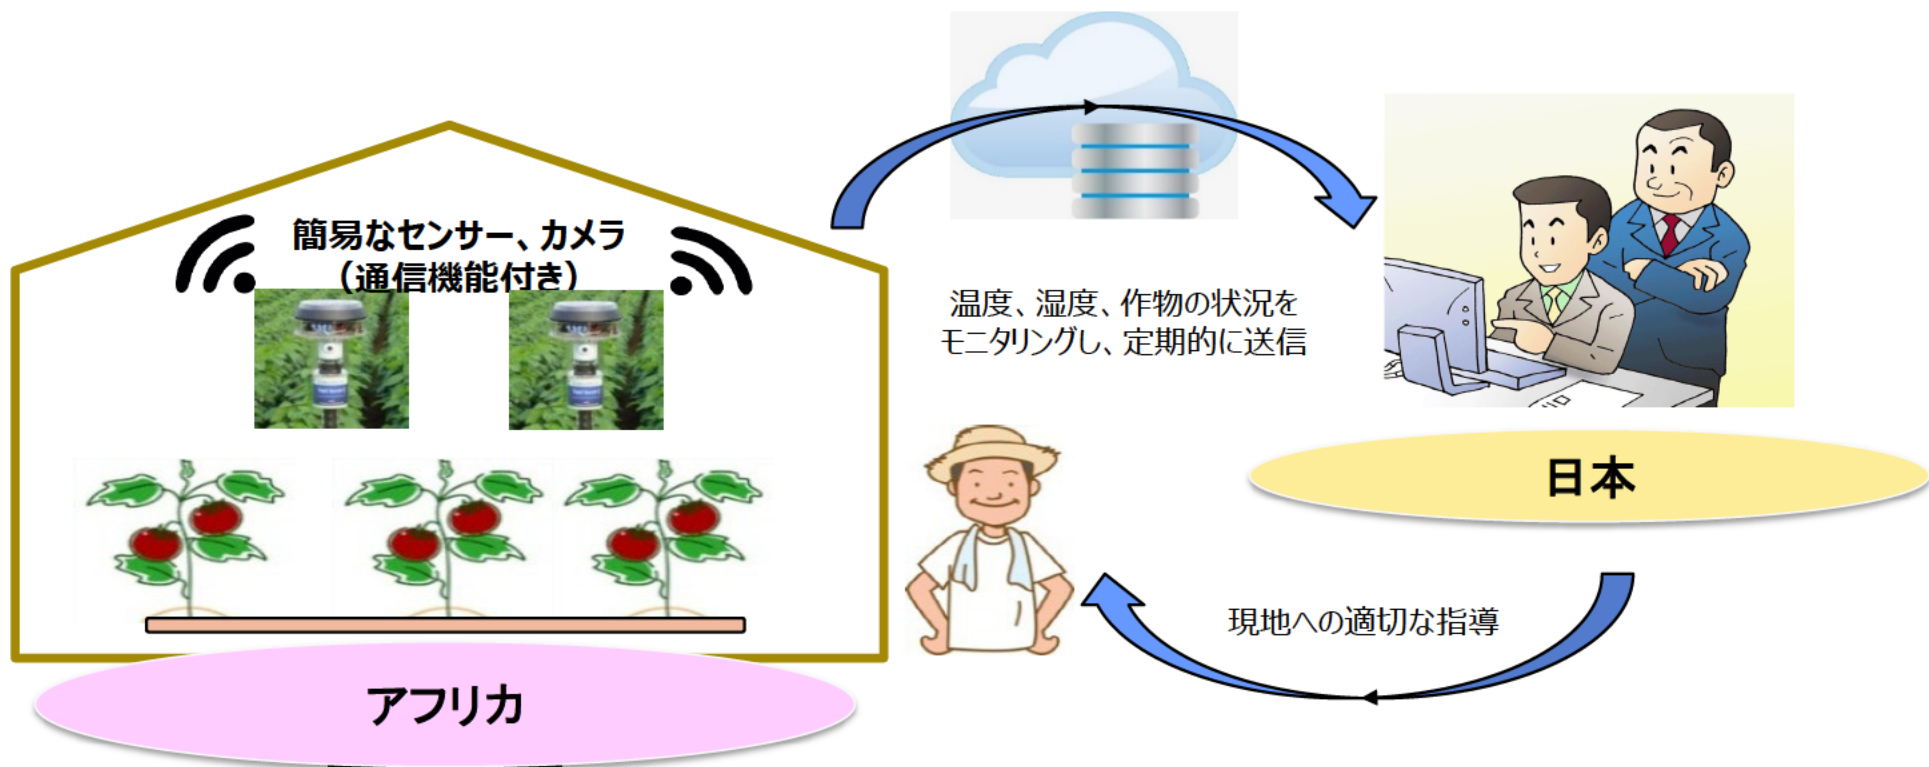 簡易なセンサー、カメラ
（通信機能付き）
温度、湿度、作物の状況を
モニタリングし、定期的に送信
日本
現地への適切な指導
アフリカ